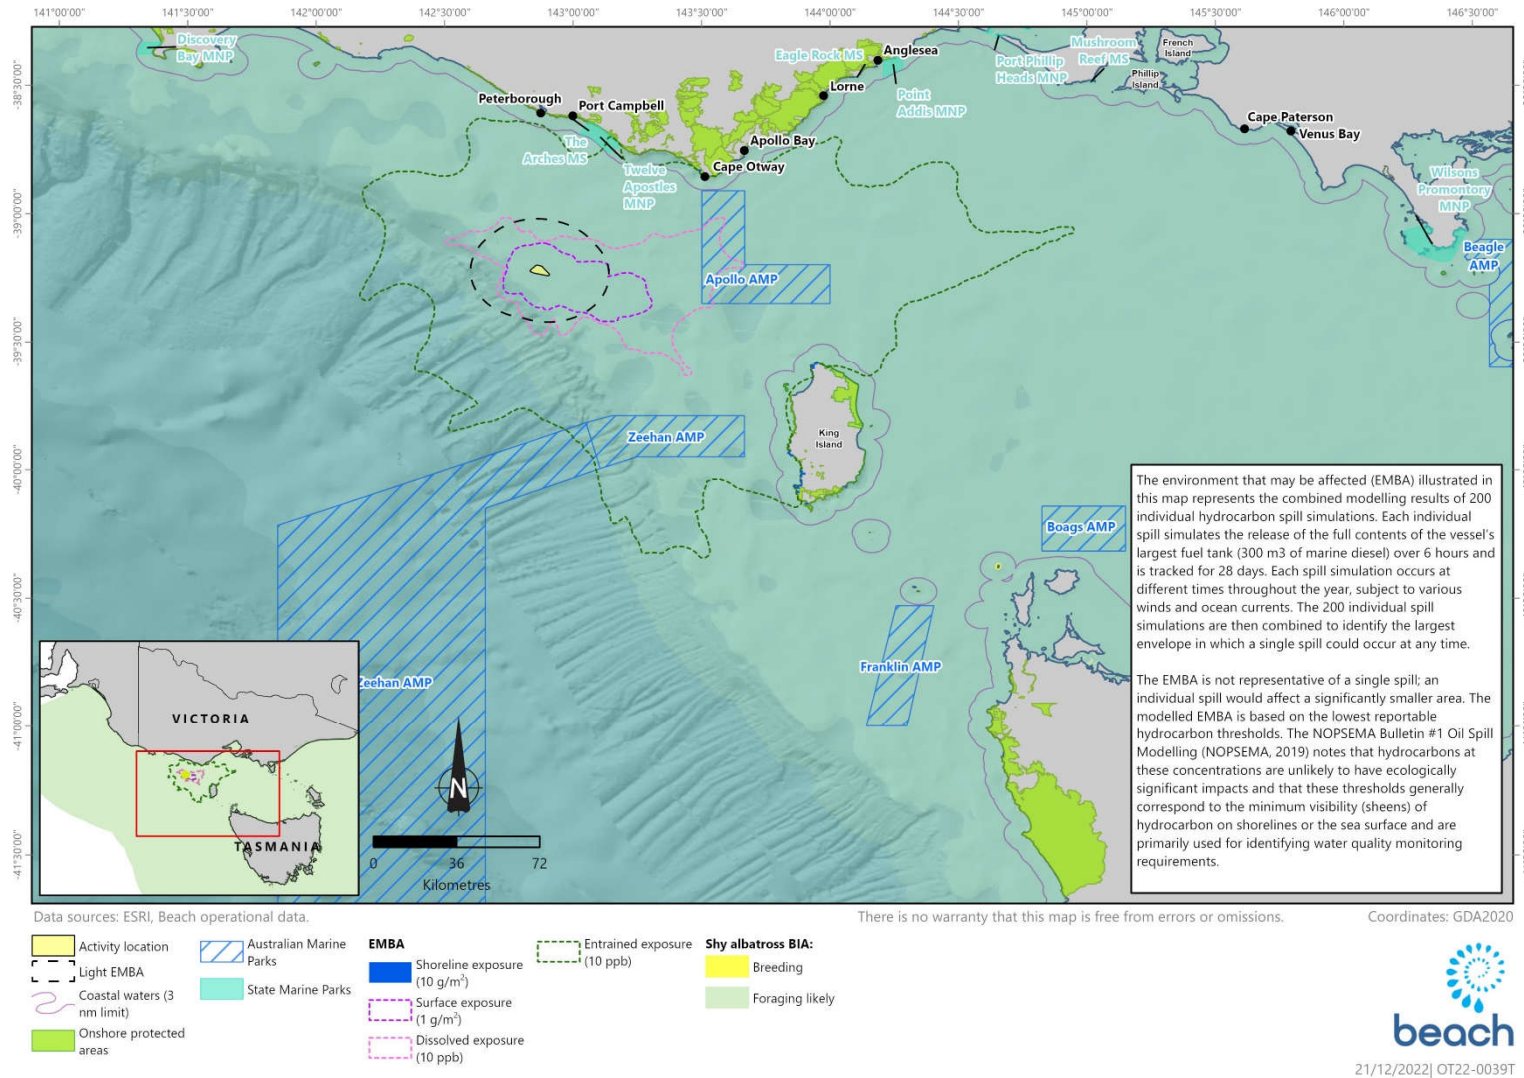 141°00'00" 141°30'00" 142°00'00" 142°30'00" 143°00'00" 143°30'00" 144°00'00" 144°30'00" 145°00'00" 145°30'00" 146°00'00" 146°30'00"
-38°30'00"
-39°00'00"
-39°30'00"
-40°00'00"
-40°30'00"
-41°00'00"
-41°30'00"
Discovery
Bay MNP
Peterborough
Port Campbell
The
Arches MS
Twelve
Apostles
MNP
Apollo Bay
Cape Otway
Eagle Rock MS
Anglesea
Lorne
Point
Addis MNP
Port Phillip
Heads MNP
Mushroom
Reef MS
French
Island
Phillip
Island
Cape Paterson
Venus Bay
Wilsons
Promontory
MNP
Beagle
AMP
Apollo AMP
Zeehan AMP
King
Island
Boags AMP
Franklin AMP
Zeehan AMP
The environment that may be affected (EMBA) illustrated in
this map represents the combined modelling results of 200
individual hydrocarbon spill simulations. Each individual
spill simulates the release of the full contents of the vessel's
largest fuel tank (300 m3 of marine diesel) over 6 hours and
is tracked for 28 days. Each spill simulation occurs at
different times throughout the year, subject to various
winds and ocean currents. The 200 individual spill
simulations are then combined to identify the largest
envelope in which a single spill could occur at any time.
The EMBA is not representative of a single spill; an
individual spill would affect a significantly smaller area. The
modelled EMBA is based on the lowest reportable
hydrocarbon thresholds. The NOPSEMA Bulletin #1 Oil Spill
Modelling (NOPSEMA, 2019) notes that hydrocarbons at
these concentrations are unlikely to have ecologically
significant impacts and that these thresholds generally
correspond to the minimum visibility (sheens) of
hydrocarbon on shorelines or the sea surface and are
primarily used for identifying water quality monitoring
requirements.
VICTORIA
TASMANIA
N
0 36 72
Kilometres
Data sources: ESRI, Beach operational data.
There is no warranty that this map is free from errors or omissions.
Coordinates: GDA2020
Activity location
Light EMBA
Coastal waters (3
nm limit)
Onshore protected
areas
Australian Marine
Parks
State Marine Parks
EMBA
Shoreline exposure
(10 g/m²)
Surface exposure
(1 g/m²)
Dissolved exposure
(10 ppb)
Entrained exposure
(10 ppb)
Shy albatross BIA:
Breeding
Foraging likely
beach
21/12/2022| OT22-0039T